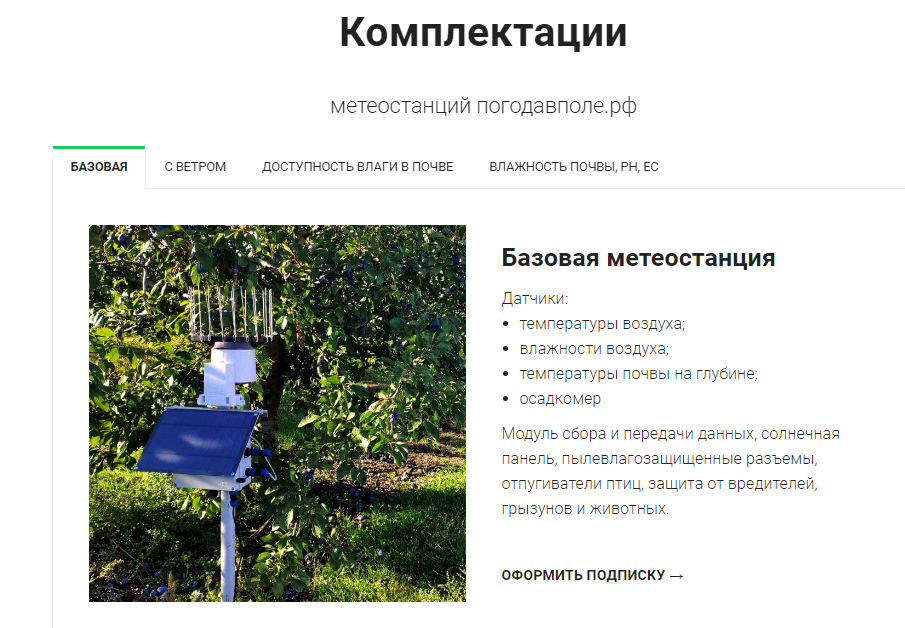 Комплектации
метеостанций погодавполе.рф
БАЗОВАЯ С ВЕТРОМ ДОСТУПНОСТЬ ВЛАГИ В ПОЧВЕ ВЛАЖНОСТЬ ПОЧВЫ, PH, EC
Базовая метеостанция
Датчики:
• температуры воздуха;
• влажности воздуха;
• температуры почвы на глубине;
• осадкомер
Модуль сбора и передачи данных, солнечная
панель, пылевлагозащищенные разъемы,
отпугиватели птиц, защита от вредителей,
грызунов и животных.
ОФОРМИТЬ ПОДПИСКУ →